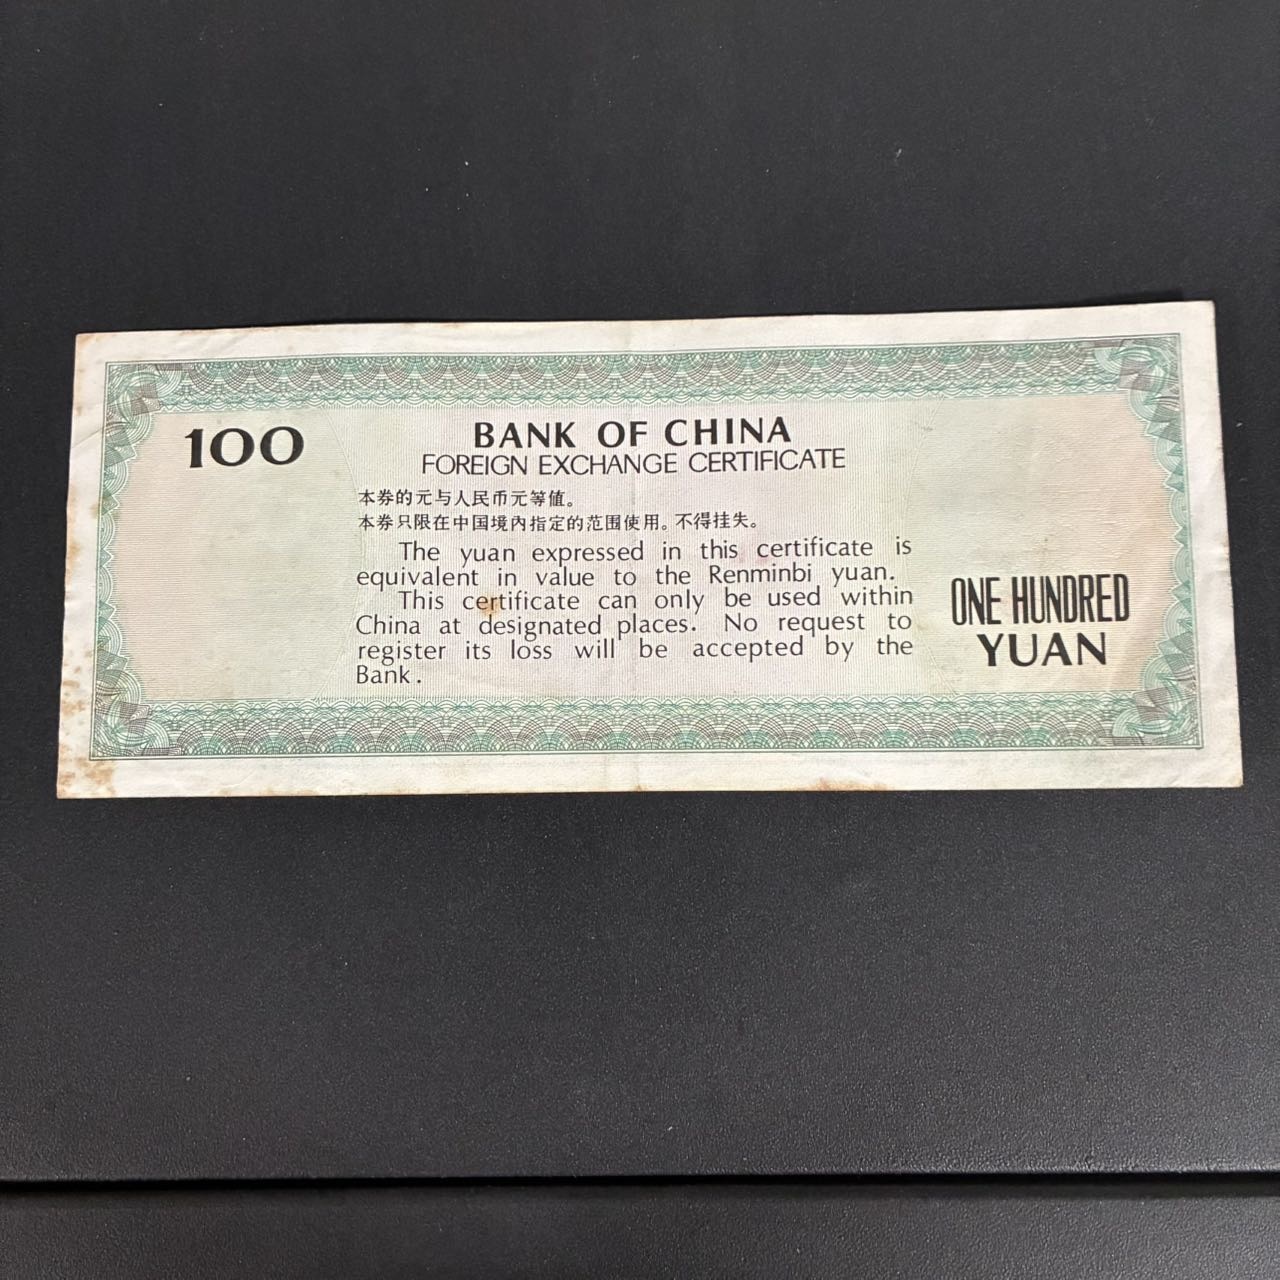 100
BANK OF CHINA
FOREIGN EXCHANGE CERTIFICATE
本券的元与人民币元等值。
本券只限在中国境内指定的范围使用。不得挂失。
The yuan expressed in this certificate is
equivalent in value to the Renminbi yuan.
This certificate can only be used within
China at designated places. No request to
register its loss will be accepted by the
Bank.
ONE HUNDRED
YUAN